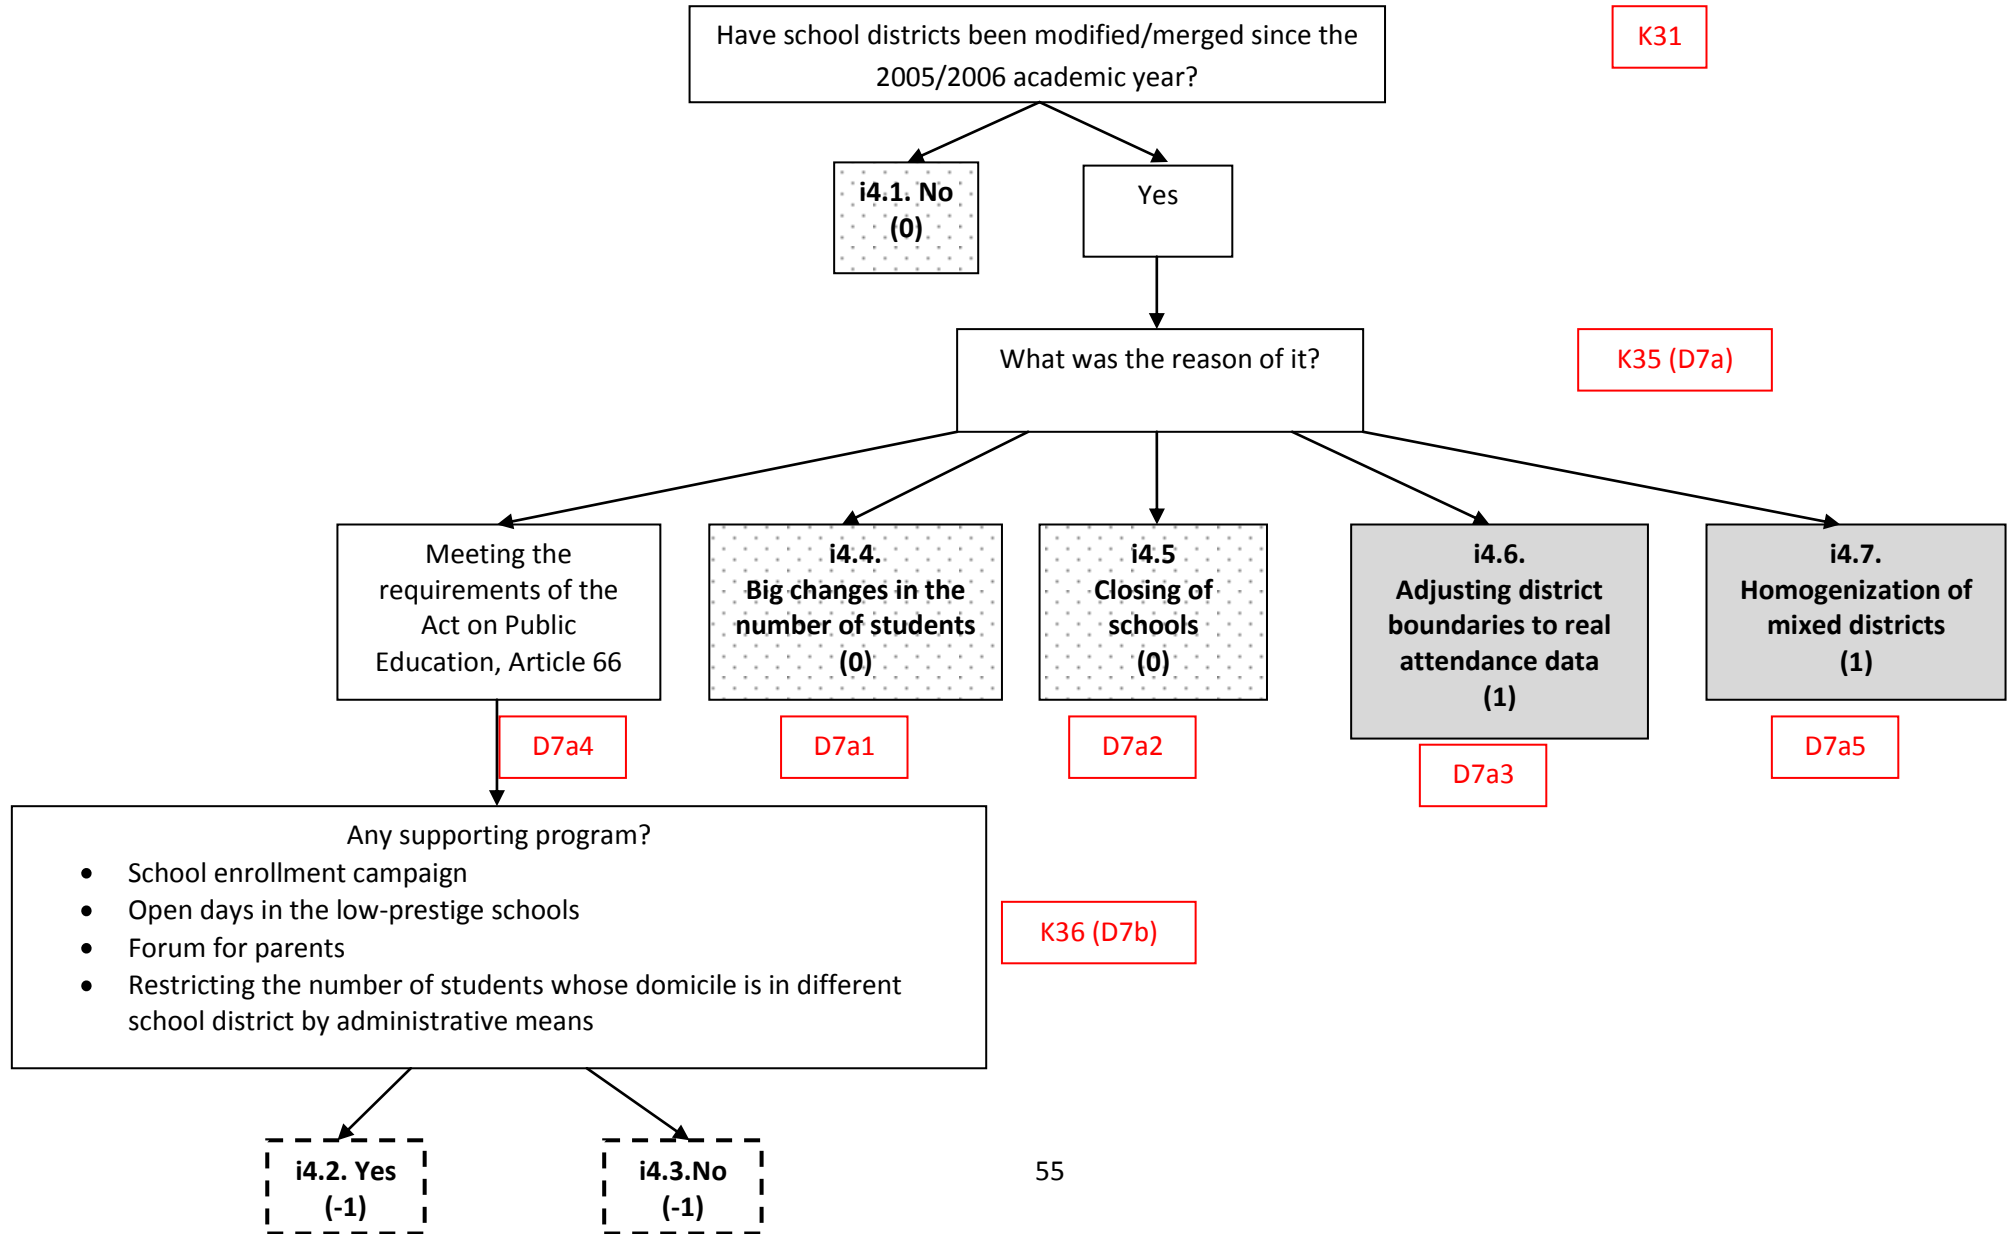 Have school districts been modified/merged since the
2005/2006 academic year?
K31
i4.1. No
(0)
Yes
What was the reason of it?
K35 (D7a)
Meeting the
requirements of the
Act on Public
Education, Article 66
i4.4.
Big changes in the
number of students
(0)
i4.5
Closing of
schools
(0)
i4.6.
Adjusting district
boundaries to real
attendance data
(1)
i4.7.
Homogenization of
mixed districts
(1)
D7a4
D7a1
D7a2
D7a3
D7a5
Any supporting program?
• School enrollment campaign
• Open days in the low-prestige schools
• Forum for parents
• Restricting the number of students whose domicile is in different
school district by administrative means
K36 (D7b)
i4.2. Yes
(-1)
i4.3.No
(-1)
55